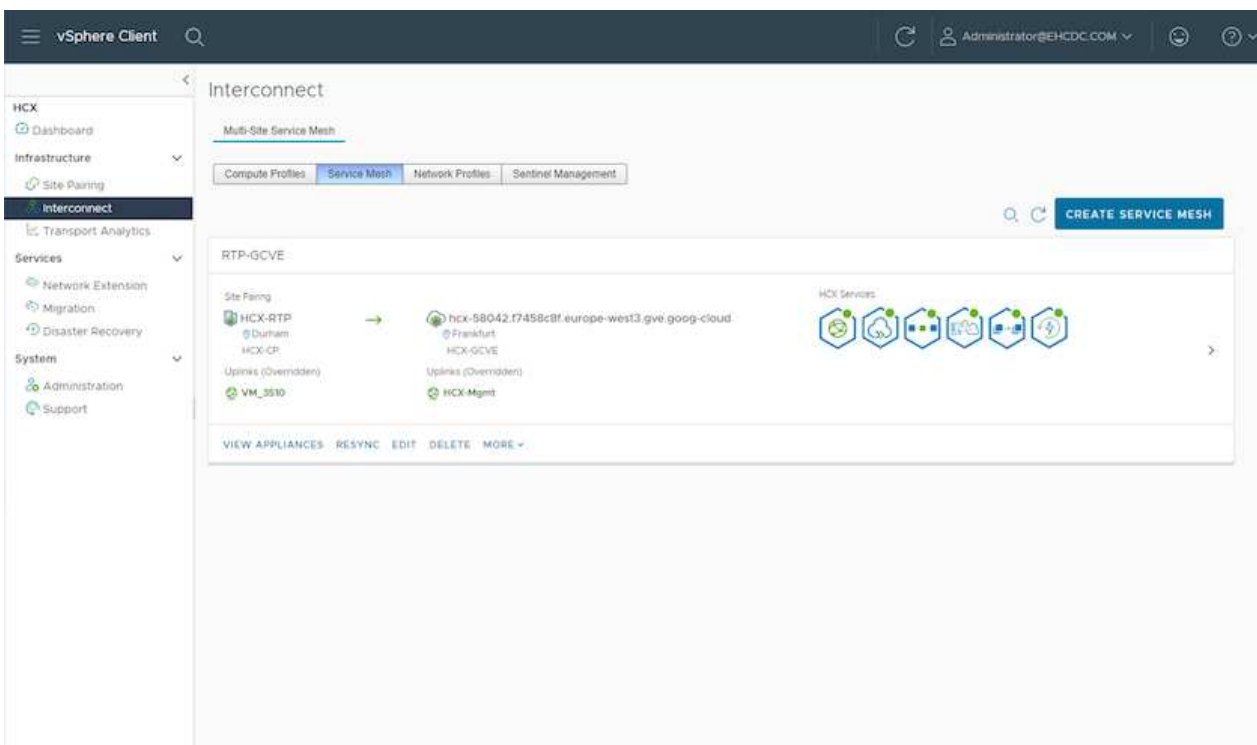 vSphere Client
Administrator@EHCDC.COM
Interconnect
HCX
Dashboard
Infrastructure
Site Pairing
Interconnect
Transport Analytics
Services
Network Extension
Migration
Disaster Recovery
System
Administration
Support
Multi-Site Service Mesh
Compute Profiles Service Mesh Network Profiles Sentinel Management
CREATE SERVICE MESH
RTP-GCVE
Site Pairing
HCX Services
HCX-RTP → hcx-58042.f7458c8f.europe-west3.gve.goog-cloud
Durham Frankfurt
HCX-CP HCX-GCVE
Uplinks (Overridden) Uplinks (Overridden)
VM_3510 HCX-Mgmt
VIEW APPLIANCES RESYNC EDIT DELETE MORE